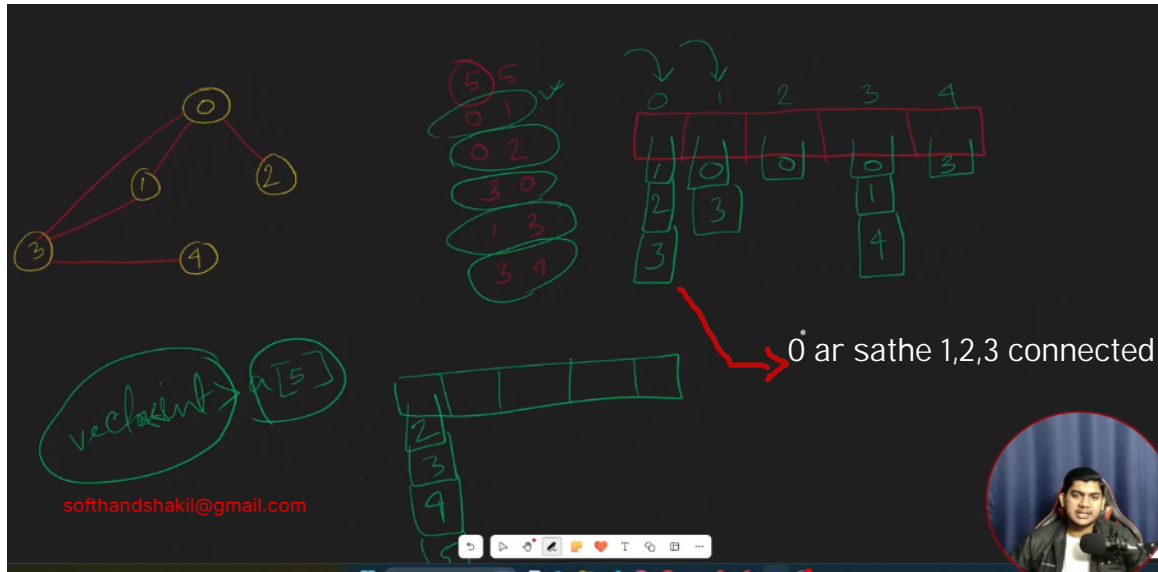 5 5
0 1
0 2
3 0
1 3
3 4
0 1 2 3 4
1 0 0 0 3
2 3 1
3 4
0
1
2
3
4
0 ar sathe 1,2,3 connected
a[5]
softhandshakil@gmail.com
2
3
4
5
T